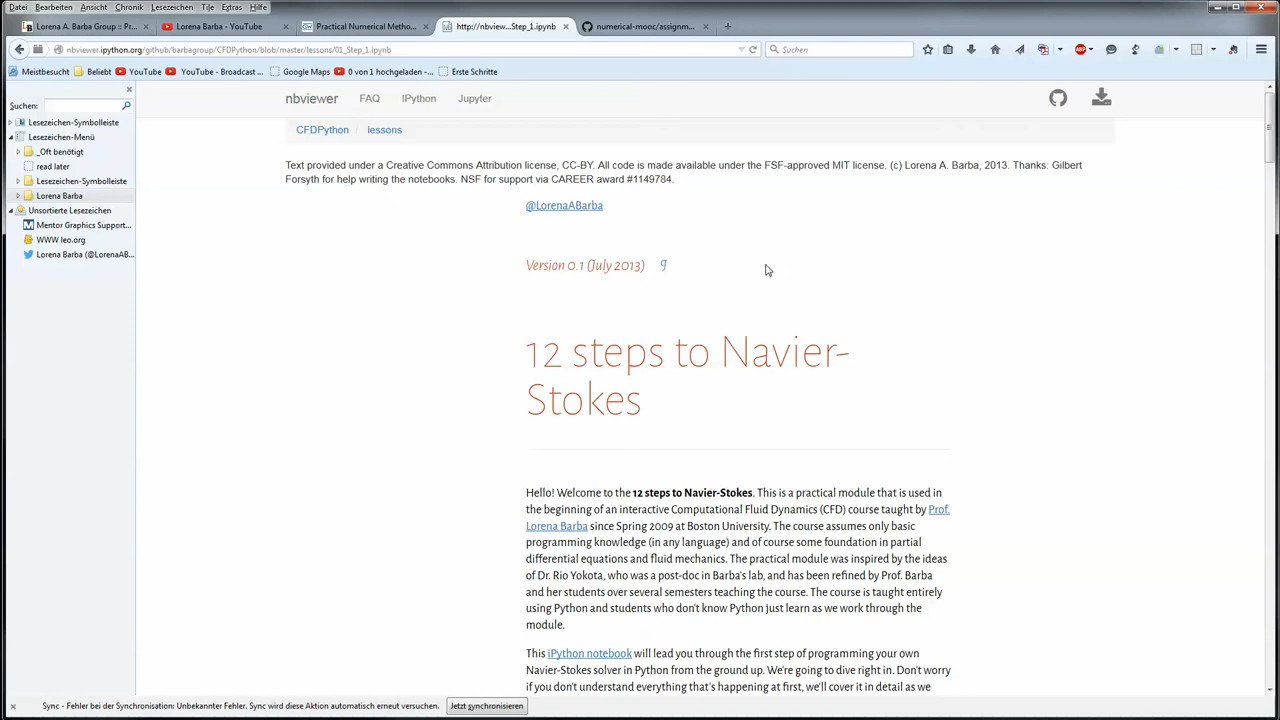 Datei Bearbeiten Ansicht Chronik Lesezeichen Tile Extras Hilfe
Lorena A. Barba Group :: P... Lorena Barba - YouTube Practical Numerical Metho... http://nbview...Step_1.ipynb numerical-mooc/assignm...
nbviewer.ipython.org/github/barbagroup/CFDPython/blob/master/lessons/01_Step_1.ipynb Suchen
Meistbesucht Beliebt YouTube YouTube - Broadcast ... Google Maps 0 von 1 hochgeladen - ... Erste Schritte
Suchen:
Lesezeichen-Symbolleiste
Lesezeichen-Menü
_Oft benötigt
read later
Lesezeichen-Symbolleiste
Lorena Barba
Unsortierte Lesezeichen
Mentor Graphics Support...
WWW leo.org
Lorena Barba (@LorenaAB...
nbviewer FAQ IPython Jupyter
CFDPython lessons
Text provided under a Creative Commons Attribution license, CC-BY. All code is made available under the FSF-approved MIT license. (c) Lorena A. Barba, 2013. Thanks: Gilbert
Forsyth for help writing the notebooks. NSF for support via CAREER award #1149784.
@LorenaABarba
Version 0.1 (July 2013) ¶
12 steps to Navier-
Stokes
Hello! Welcome to the 12 steps to Navier-Stokes. This is a practical module that is used in
the beginning of an interactive Computational Fluid Dynamics (CFD) course taught by Prof.
Lorena Barba since Spring 2009 at Boston University. The course assumes only basic
programming knowledge (in any language) and of course some foundation in partial
differential equations and fluid mechanics. The practical module was inspired by the ideas
of Dr. Rio Yokota, who was a post-doc in Barba's lab, and has been refined by Prof. Barba
and her students over several semesters teaching the course. The course is taught entirely
using Python and students who don't know Python just learn as we work through the
module.
This iPython notebook will lead you through the first step of programming your own
Navier-Stokes solver in Python from the ground up. We're going to dive right in. Don't worry
if you don't understand everything that's happening at first, we'll cover it in detail as we
Sync - Fehler bei der Synchronisation: Unbekannter Fehler. Sync wird diese Aktion automatisch erneut versuchen. Jetzt synchronisieren